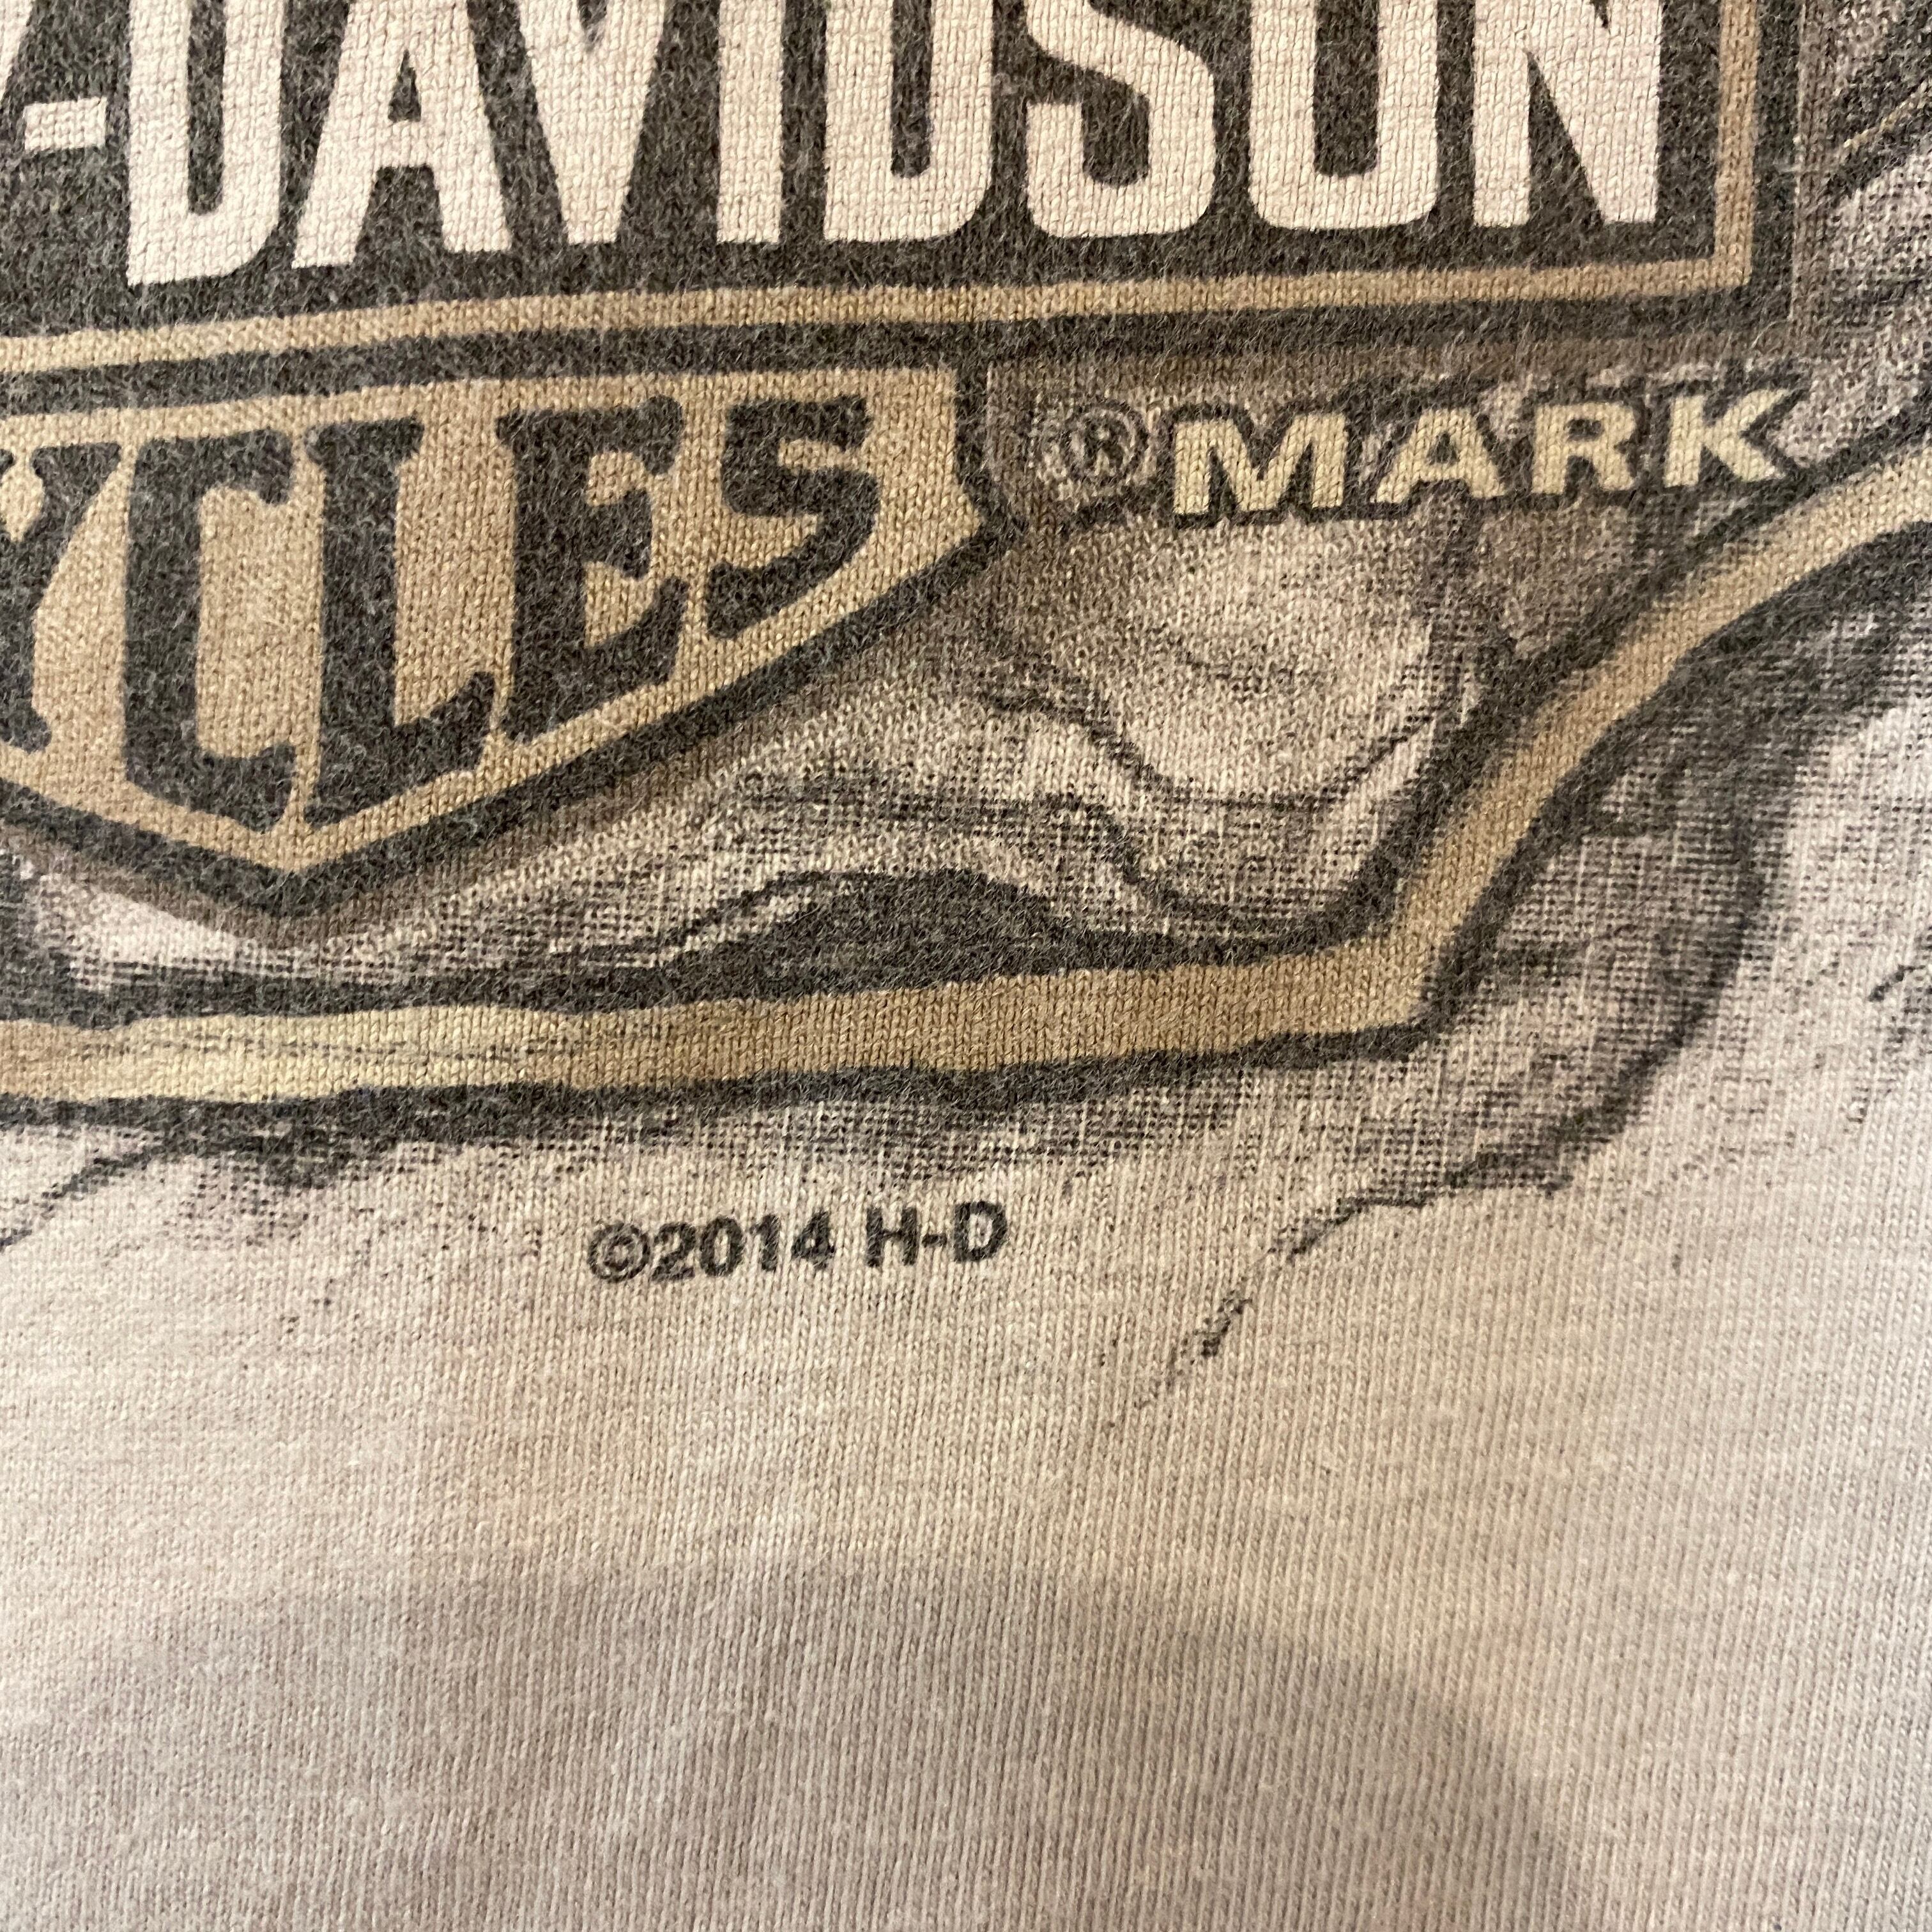 -DAVIDSON
YCLES ®MARK
©2014 H-D